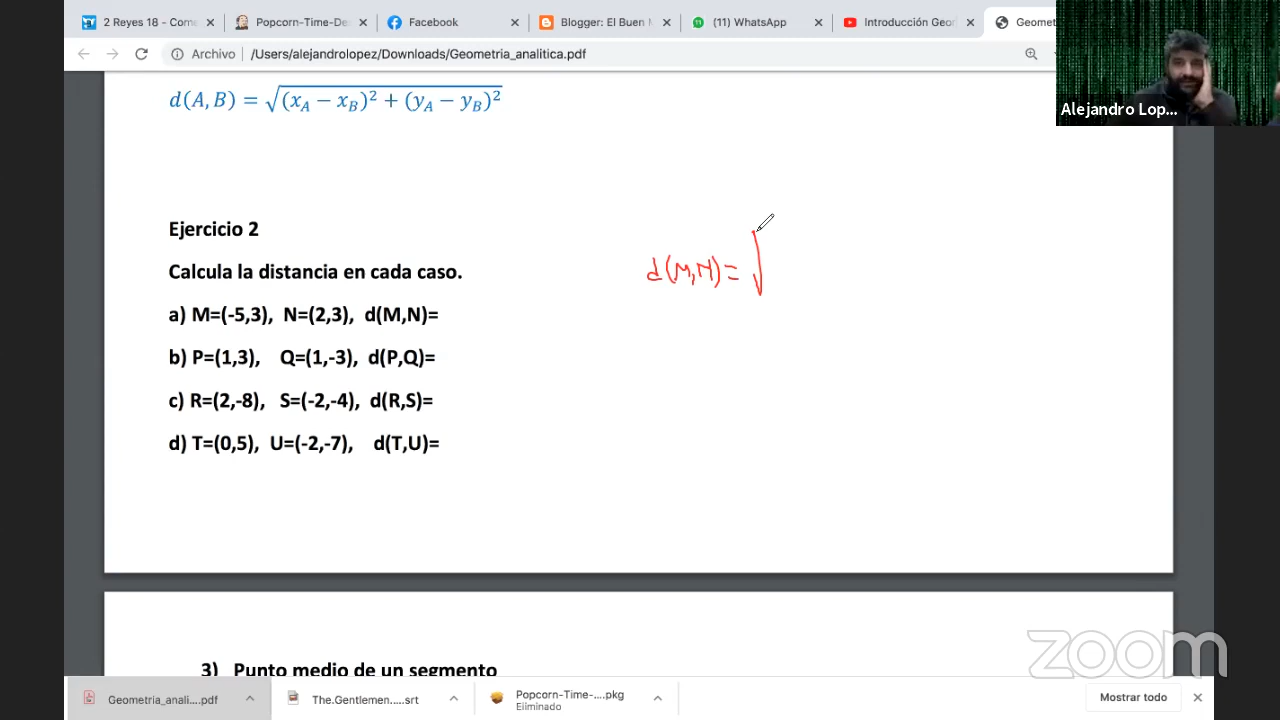 2 Reyes 18 - Coma
Popcorn-Time-De
Facebook
Blogger: El Buen M
(11) WhatsApp
Introducción Geor
Geome
Archivo /Users/alejandrolopez/Downloads/Geometria_analitica.pdf
Alejandro Lop...
d(A, B) = √(x_A − x_B)² + (y_A − y_B)²
Ejercicio 2
d(M,N)= √
Calcula la distancia en cada caso.
a) M=(-5,3), N=(2,3), d(M,N)=
b) P=(1,3), Q=(1,-3), d(P,Q)=
c) R=(2,-8), S=(-2,-4), d(R,S)=
d) T=(0,5), U=(-2,-7), d(T,U)=
zoom
3) Punto medio de un segmento
Geometria_anali....pdf
The.Gentlemen.....srt
Popcorn-Time-....pkg
Eliminado
Mostrar todo